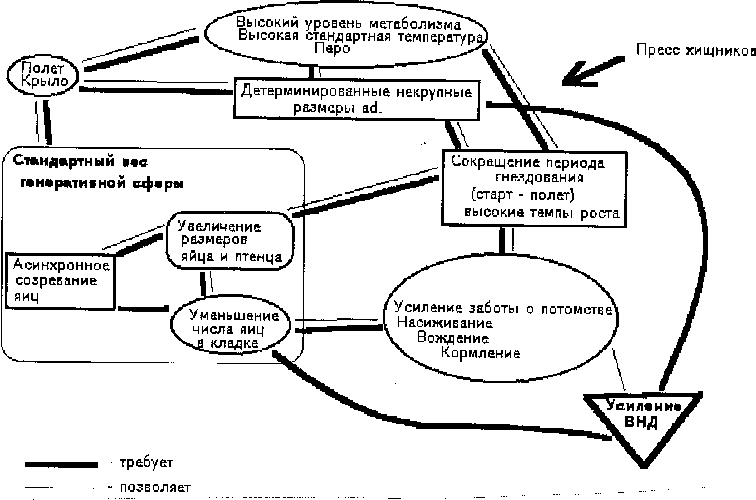 Высокий уровень метаболизма
Высокая стандартная температура
Перо
Пресс хищников
Полет
Крыло
Детерминированные некрупные
размеры ad.
Стандартный вес
генеративной сферы
Сокращение периода
гнездования
(старт - полет)
высокие темпы роста
Увеличение
размеров
яйца и птенца
Асинхронное
созревание
яиц
Уменьшение
числа яиц
в кладке
Усиление заботы о потомстве
Насиживание
Вождение
Кормление
Усиление
ВНД
- требует
- позволяет